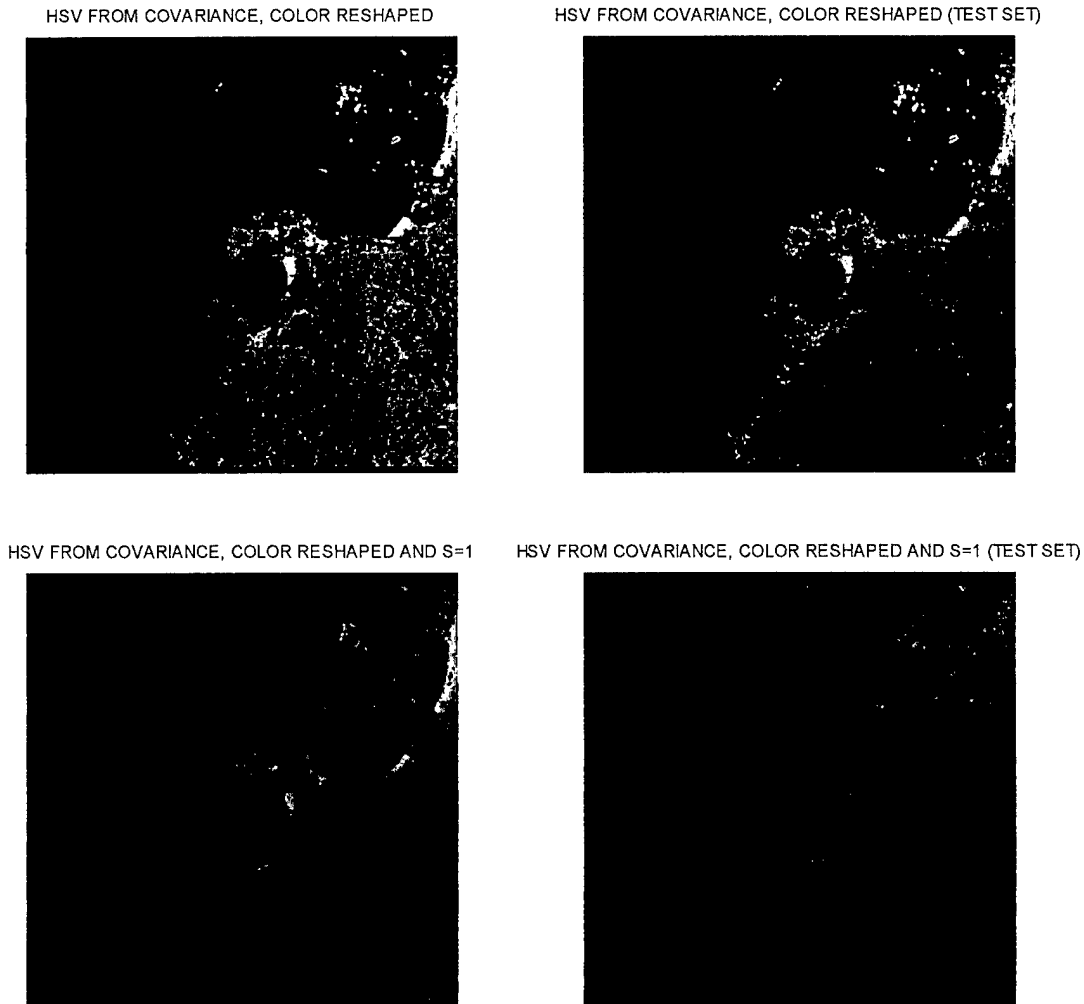 HSV FROM COVARIANCE, COLOR RESHAPED
HSV FROM COVARIANCE, COLOR RESHAPED (TEST SET)
HSV FROM COVARIANCE, COLOR RESHAPED AND S=1
HSV FROM COVARIANCE, COLOR RESHAPED AND S=1 (TEST SET)